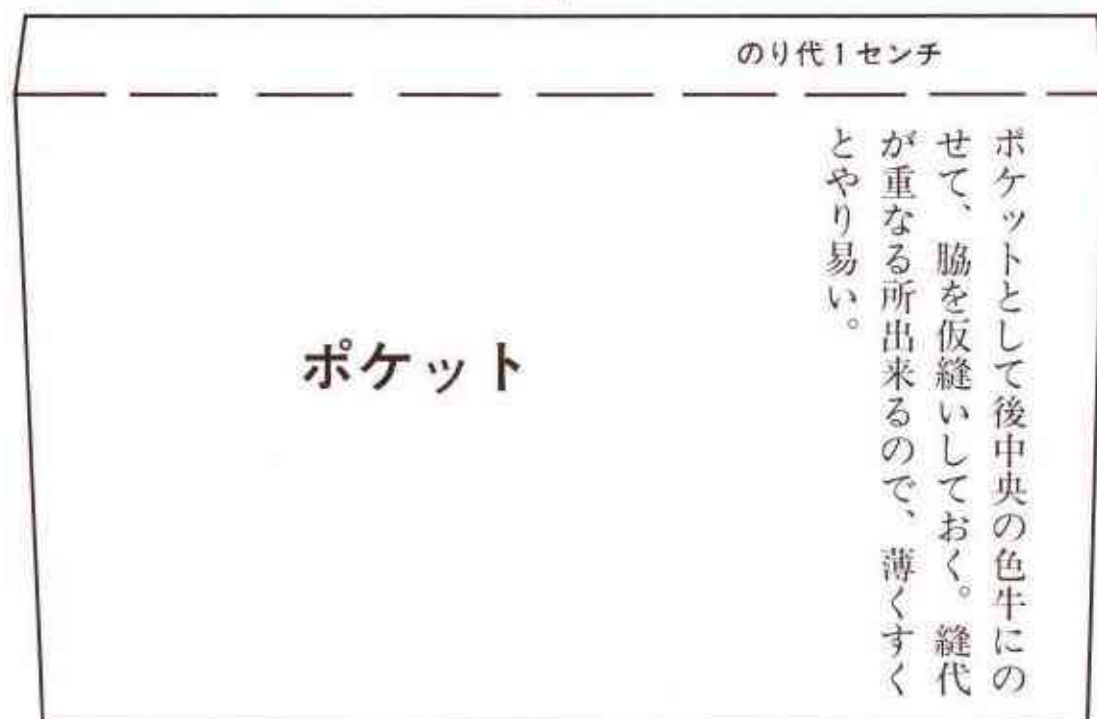 のり代1センチ
ポケットとして後中央の色牛にの
せて、脇を仮縫いしておく。縫代
が重なる所出来るので、薄くすく
とやり易い。
ポケット